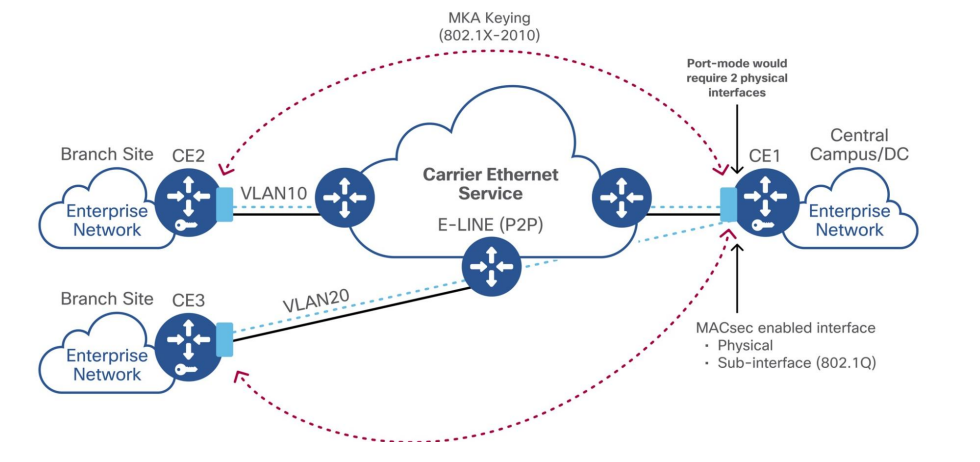 MKA Keying
(802.1X-2010)
Port-mode would
require 2 physical
interfaces
Branch Site
CE2
CE1
Central
Campus/DC
VLAN10
Carrier Ethernet
Service
Enterprise
Network
Enterprise
Network
E-LINE (P2P)
Branch Site
CE3
VLAN20
Enterprise
Network
MACsec enabled interface
· Physical
· Sub-interface (802.1Q)